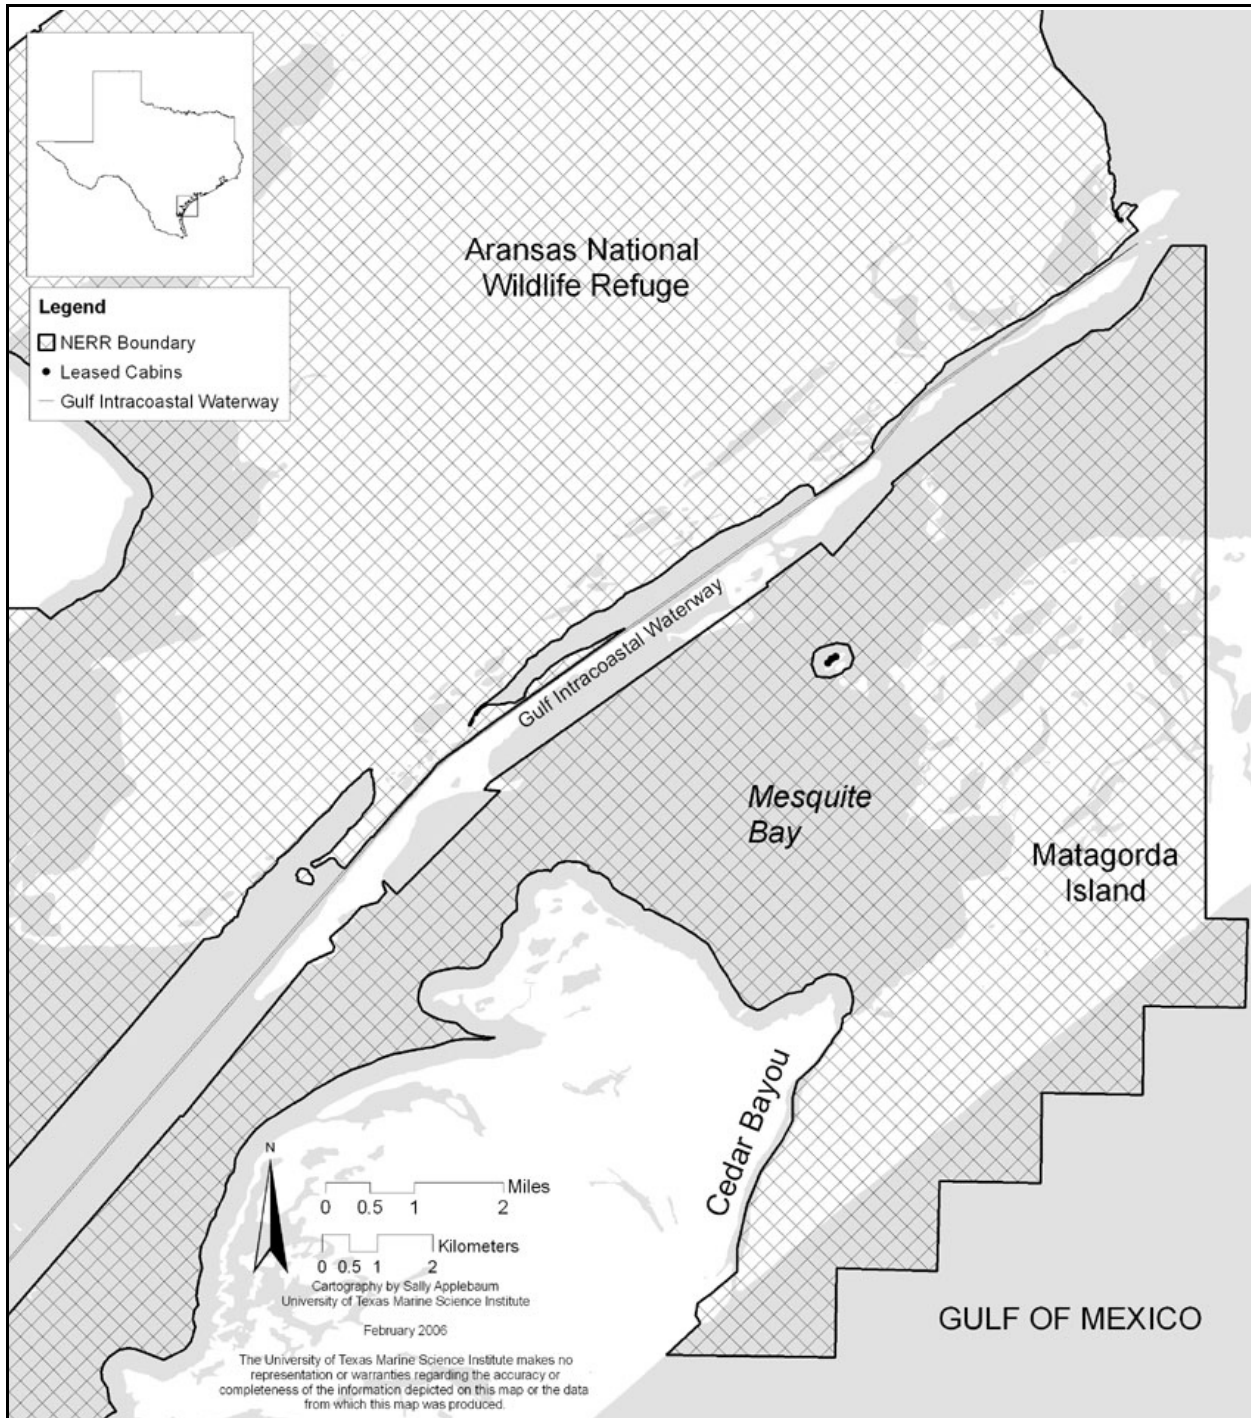 Aransas National
Wildlife Refuge
Legend
NERR Boundary
Leased Cabins
Gulf Intracoastal Waterway
Gulf Intracoastal Waterway
Mesquite
Bay
Matagorda
Island
Cedar Bayou
N
Miles
0 0.5 1 2
Kilometers
0 0.5 1 2
Cartography by Sally Applebaum
University of Texas Marine Science Institute
February 2006
The University of Texas Marine Science Institute makes no
representation or warranties regarding the accuracy or
completeness of the information depicted on this map or the data
from which this map was produced.
GULF OF MEXICO